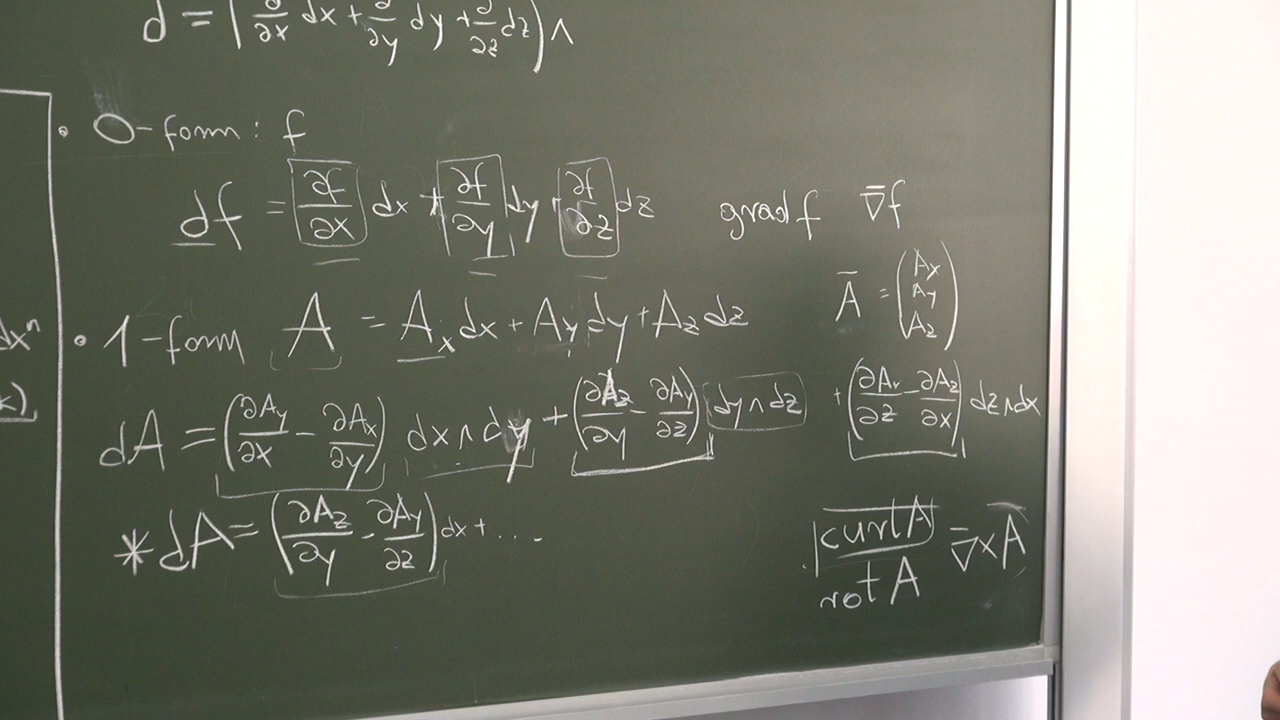 d = (∂/∂x dx + ∂/∂y dy + ∂/∂z dz) ∧
• 0-form: f
df = ∂f/∂x dx + ∂f/∂y dy + ∂f/∂z dz grad f ∇̄f
Ā = (Ax Ay Az)
dxⁿ • 1-form A = Ax dx + Ay dy + Az dz
dA = (∂Ay/∂x - ∂Ax/∂y) dx∧dy + (∂Az/∂y - ∂Ay/∂z) dy∧dz + (∂Ax/∂z - ∂Az/∂x) dz∧dx
*dA = (∂Az/∂y - ∂Ay/∂z) dx + ...
curl A ∇̄×Ā
rot A